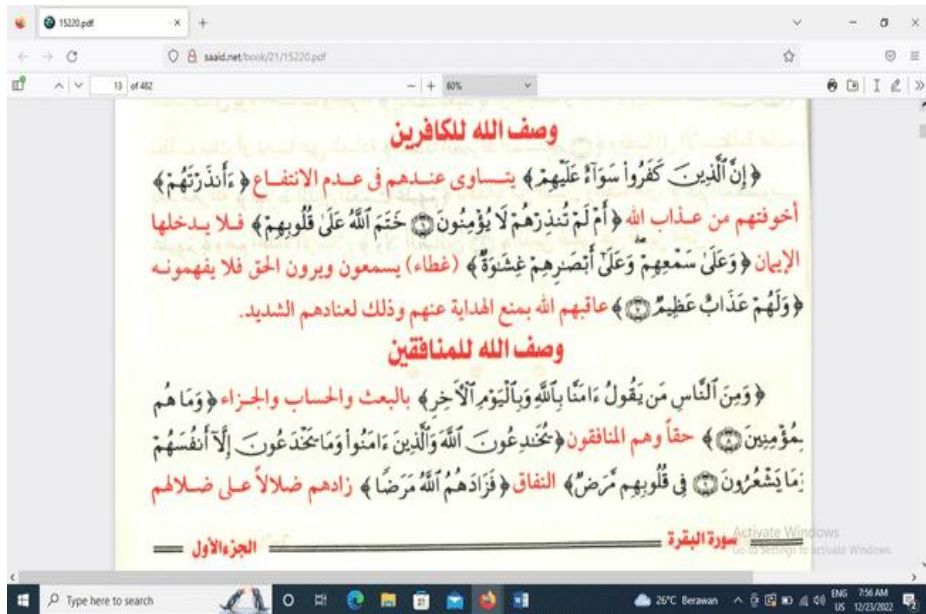 15220.pdf
saaid.net/book/21/15220.pdf
13 of 482
60%
وصف الله للكافرين
﴿إِنَّ ٱلَّذِينَ كَفَرُواْ سَوَآءٌ عَلَيْهِمْ﴾ يتساوى عندهم فى عدم الانتفاع ﴿ءَأَنذَرْتَهُمْ﴾
أخوفتهم من عذاب الله ﴿أَمْ لَمْ تُنذِرْهُمْ لَا يُؤْمِنُونَ ٦ خَتَمَ ٱللَّهُ عَلَىٰ قُلُوبِهِمْ﴾ فلا يدخلها
الإيمان ﴿وَعَلَىٰ سَمْعِهِمْ ۖ وَعَلَىٰٓ أَبْصَـٰرِهِمْ غِشَـٰوَةٌ﴾ (غطاء) يسمعون ويرون الحق فلا يفهمونه
﴿وَلَهُمْ عَذَابٌ عَظِيمٌ ٧﴾ عاقبهم الله بمنع الهداية عنهم وذلك لعنادهم الشديد.
وصف الله للمنافقين
﴿وَمِنَ ٱلنَّاسِ مَن يَقُولُ ءَامَنَّا بِٱللَّهِ وَبِٱلْيَوْمِ ٱلْأَخِرِ﴾ بالبعث والحساب والجزاء ﴿وَمَا هُم
بِمُؤْمِنِينَ ٨﴾ حقاً وهم المنافقون ﴿يُخَـٰدِعُونَ ٱللَّهَ وَٱلَّذِينَ ءَامَنُواْ وَمَا يَخْدَعُونَ إِلَّآ أَنفُسَهُمْ
وَمَا يَشْعُرُونَ ٩ فِى قُلُوبِهِم مَّرَضٌ﴾ النفاق ﴿فَزَادَهُمُ ٱللَّهُ مَرَضًا﴾ زادهم ضلالاً على ضلالهم
سورة البقرة الجزء الأول
Activate Windows
Go to Settings to activate Windows.
Type here to search
26°C Berawan
ENG 7:56 AM
US 12/23/2022